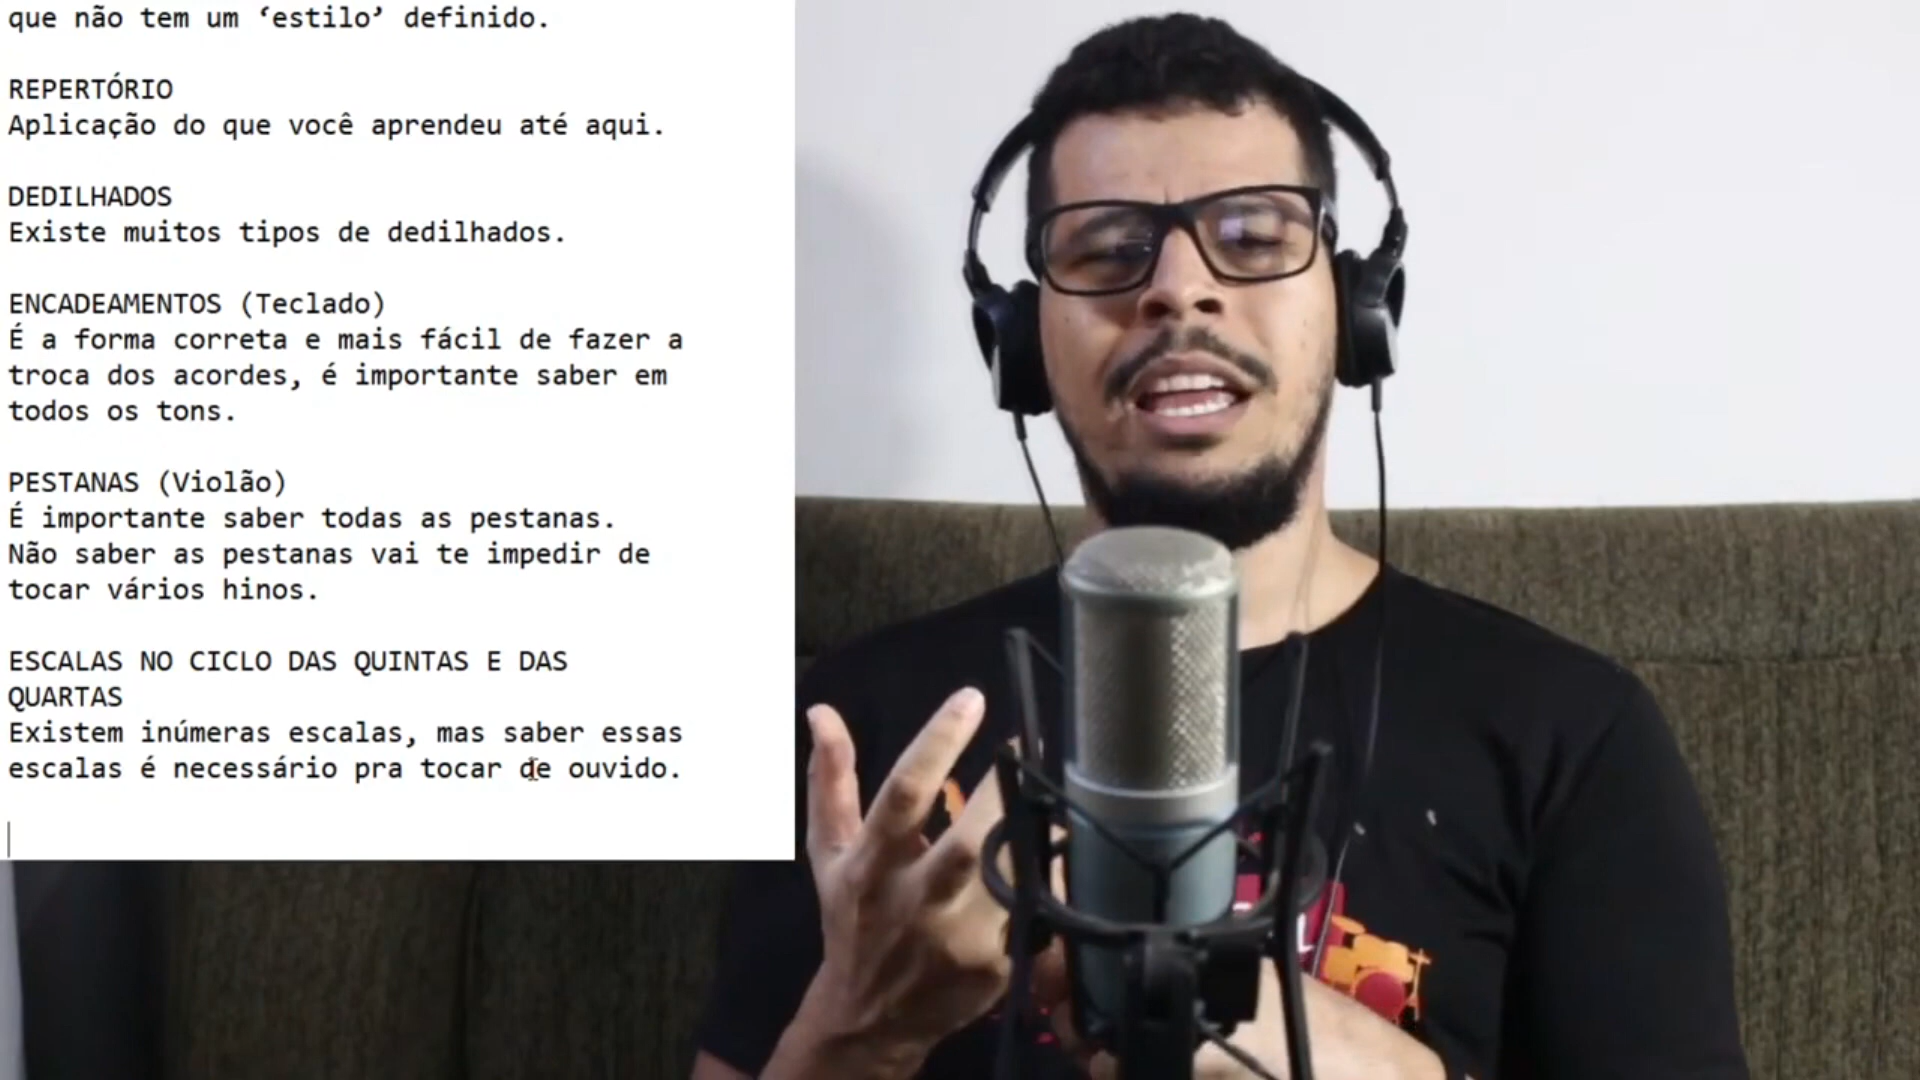 que não tem um ‘estilo’ definido.
REPERTÓRIO
Aplicação do que você aprendeu até aqui.
DEDILHADOS
Existe muitos tipos de dedilhados.
ENCADEAMENTOS (Teclado)
É a forma correta e mais fácil de fazer a
troca dos acordes, é importante saber em
todos os tons.
PESTANAS (Violão)
É importante saber todas as pestanas.
Não saber as pestanas vai te impedir de
tocar vários hinos.
ESCALAS NO CICLO DAS QUINTAS E DAS
QUARTAS
Existem inúmeras escalas, mas saber essas
escalas é necessário pra tocar de ouvido.